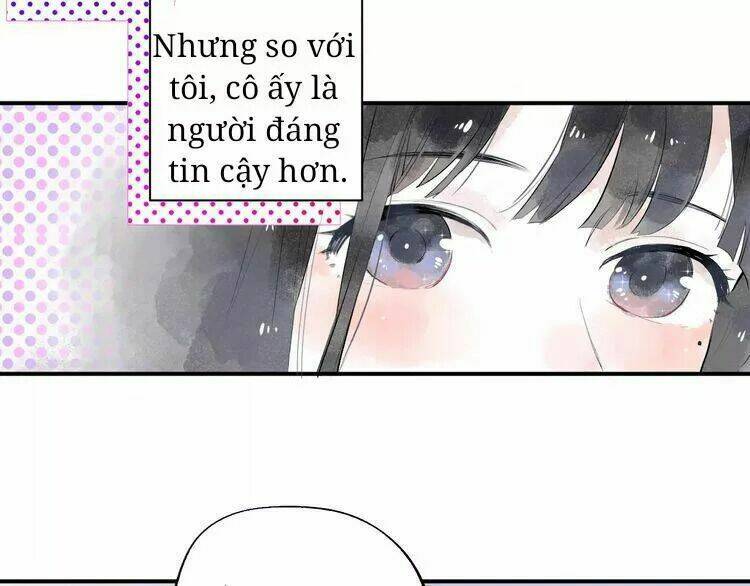 Nhưng so với
tôi, cô ấy là
người đáng
tin cậy hơn.